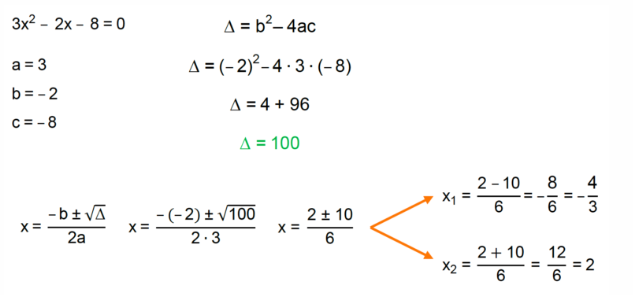 3x² – 2x – 8 = 0
a = 3
b = – 2
c = – 8
Δ = b² – 4ac
Δ = (– 2)² – 4 · 3 · (– 8)
Δ = 4 + 96
Δ = 100
x = (– b ± √Δ) / 2a
x = (– (– 2) ± √100) / 2 · 3
x = (2 ± 10) / 6
x₁ = (2 – 10) / 6 = – 8/6 = – 4/3
x₂ = (2 + 10) / 6 = 12/6 = 2